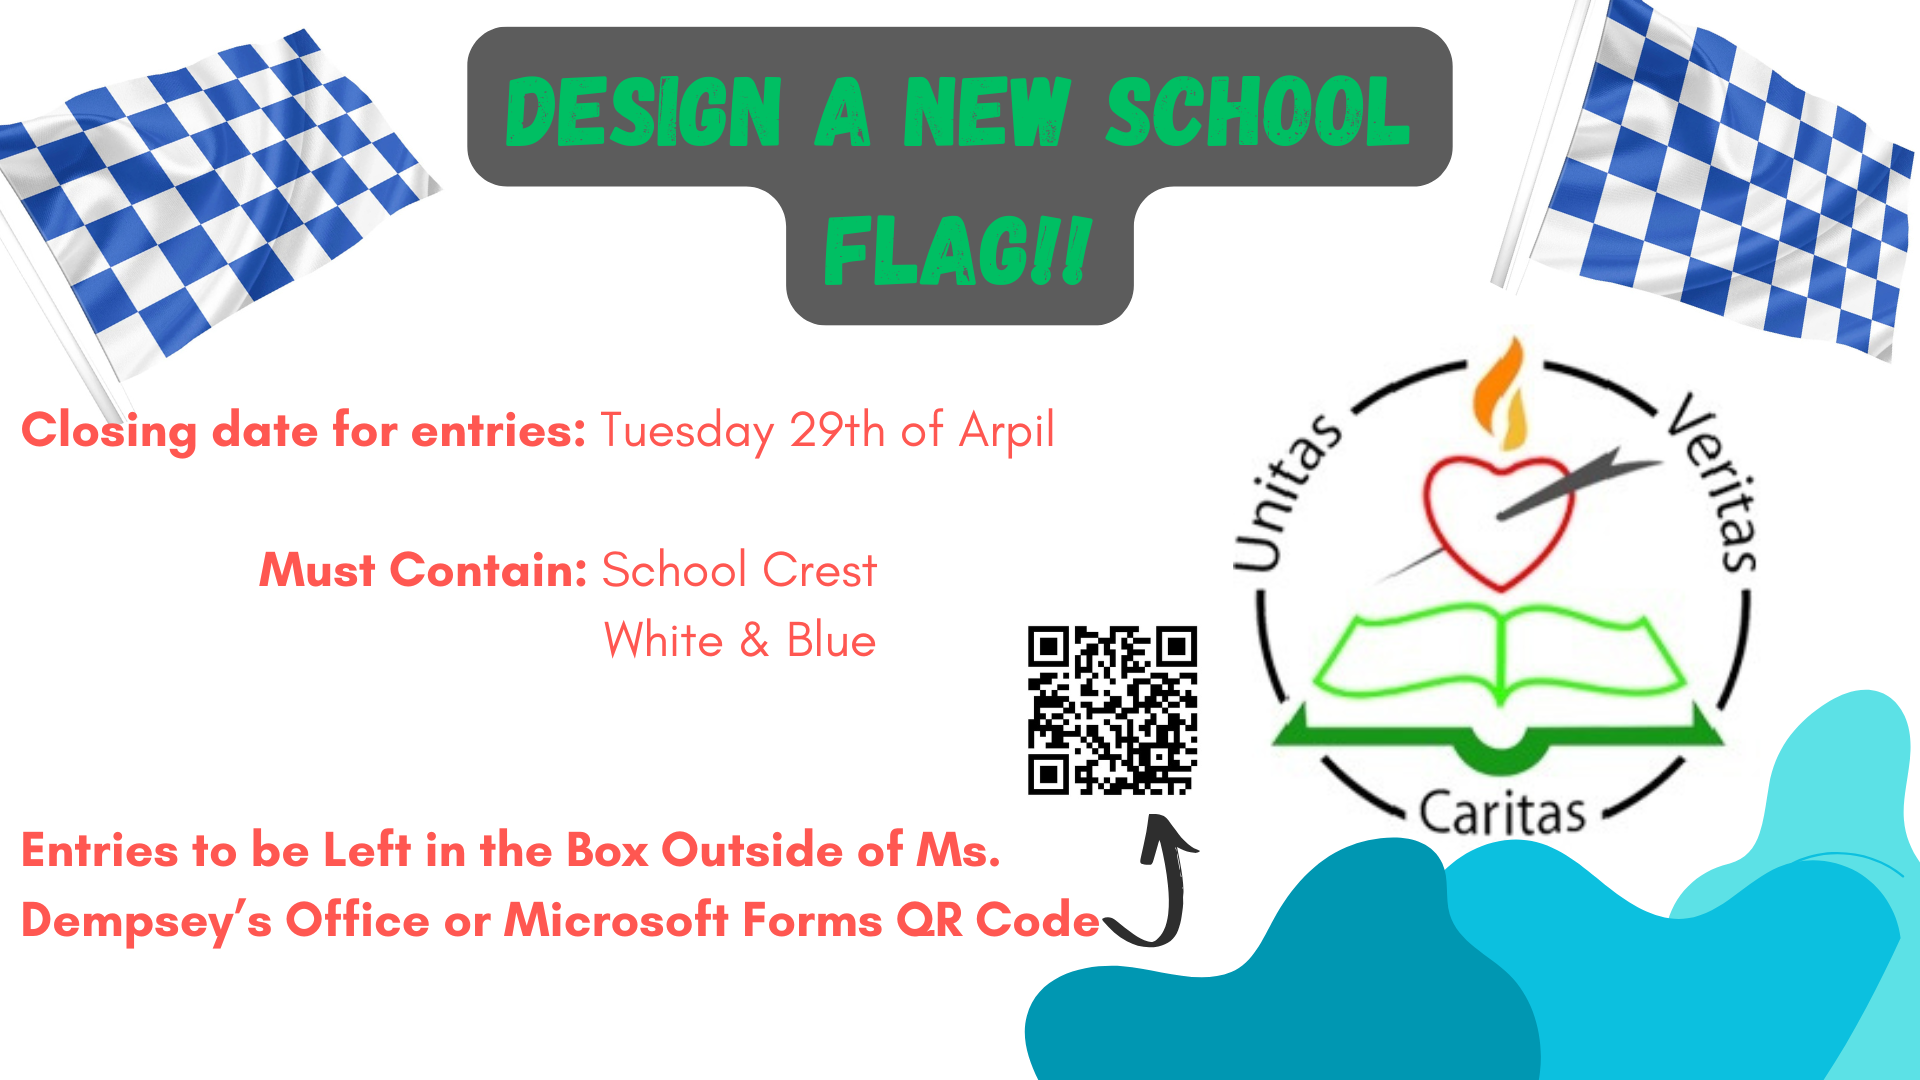 DESIGN A NEW SCHOOL
FLAG!!
Closing date for entries: Tuesday 29th of Arpil
Must Contain: School Crest
White & Blue
Unitas
Veritas
Caritas
Entries to be Left in the Box Outside of Ms.
Dempsey’s Office or Microsoft Forms QR Code